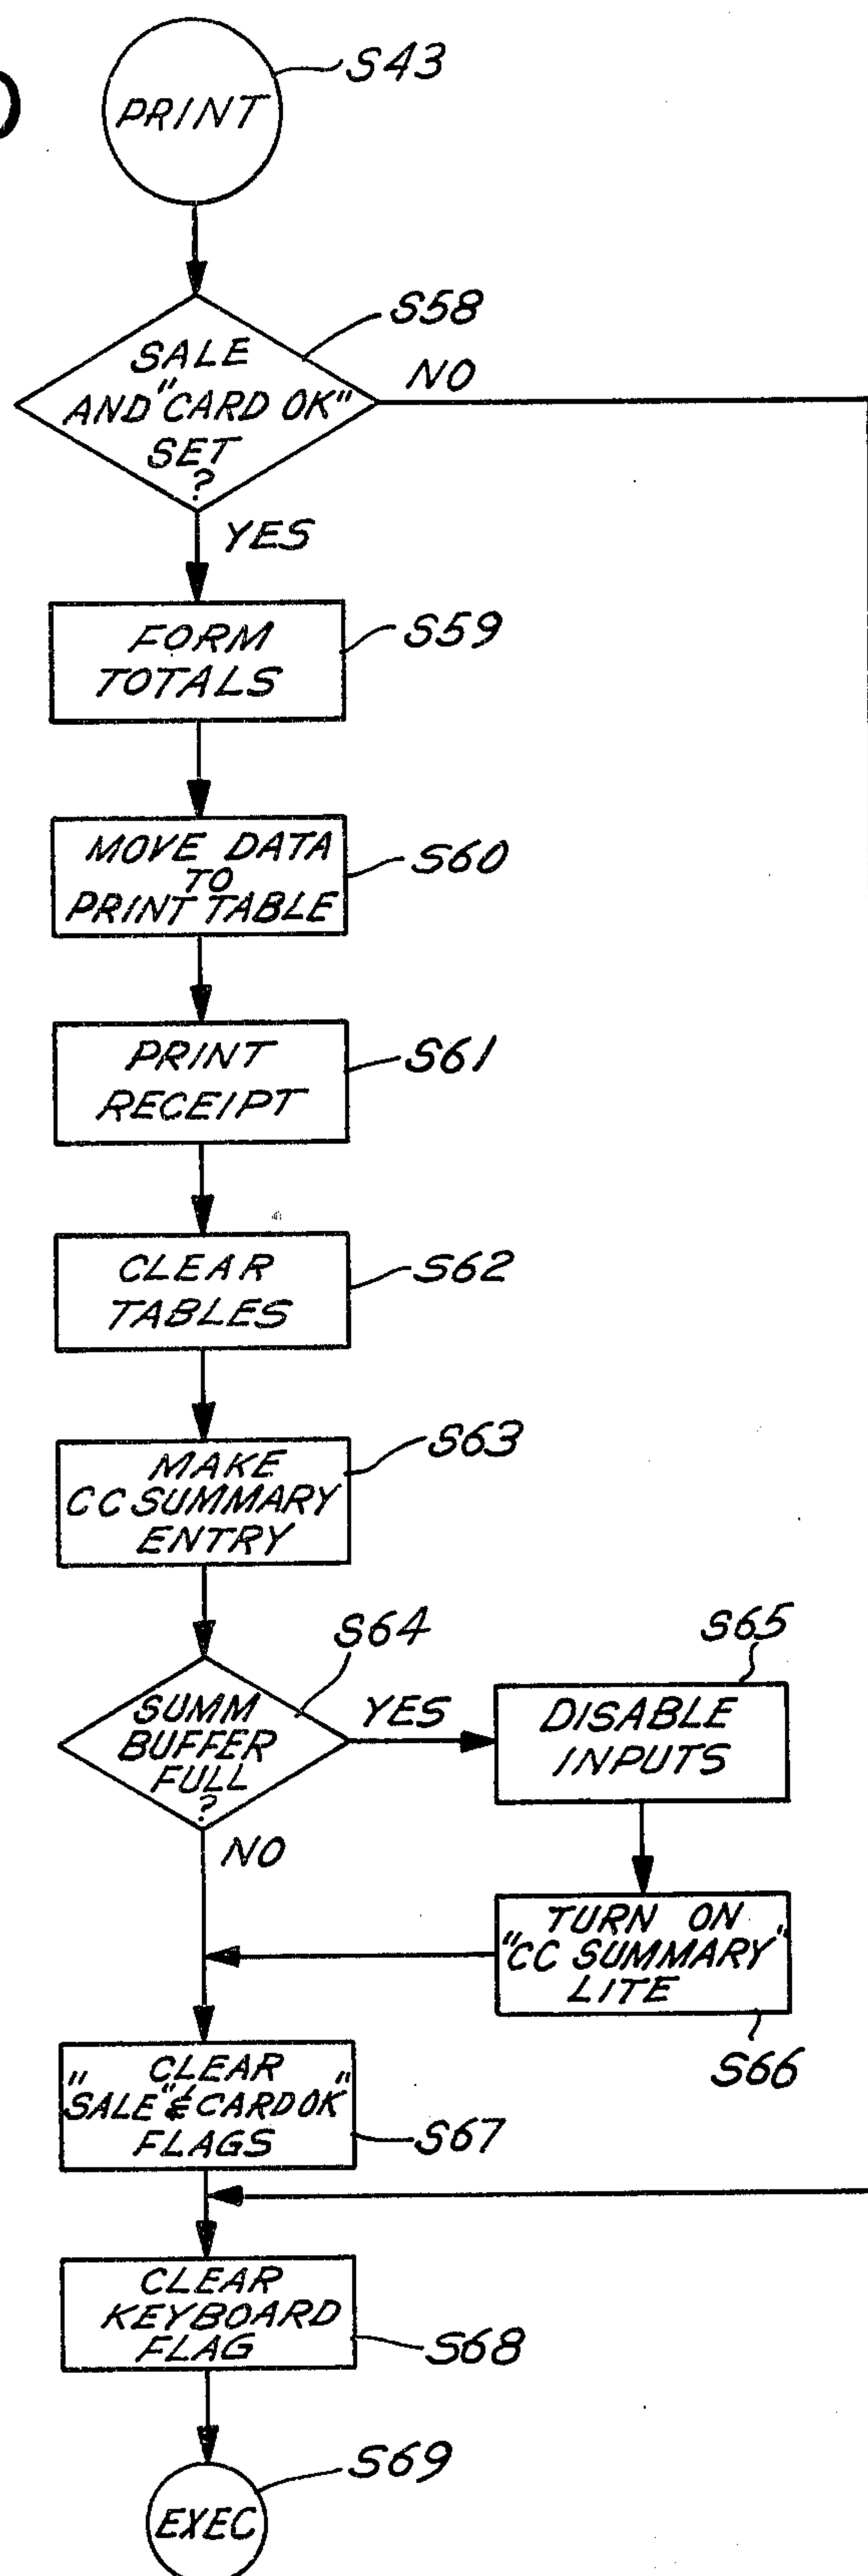 S43
PRINT
S58
SALE
AND "CARD OK"
SET
?
NO
YES
S59
FORM
TOTALS
S60
MOVE DATA
TO
PRINT TABLE
S61
PRINT
RECEIPT
S62
CLEAR
TABLES
S63
MAKE
CC SUMMARY
ENTRY
S64
SUMM
BUFFER
FULL
?
YES
NO
S65
DISABLE
INPUTS
TURN ON
"CC SUMMARY"
LITE
S66
CLEAR
"SALE" & "CARD OK"
FLAGS
S67
CLEAR
KEYBOARD
FLAG
S68
S69
EXEC